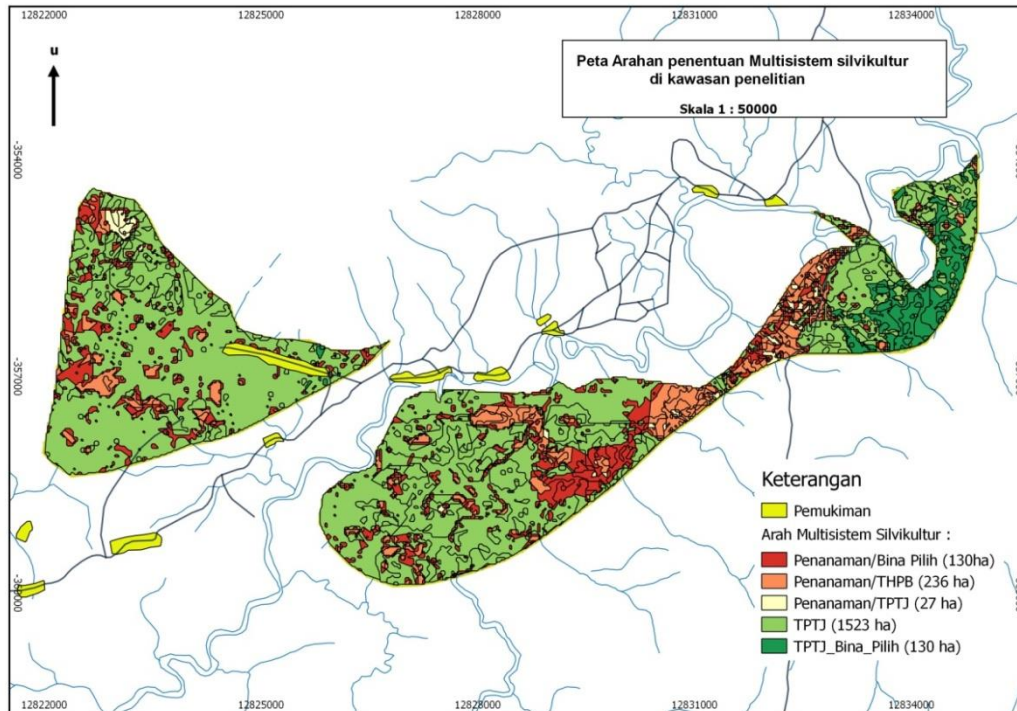 12822000 12825000 12828000 12831000 12834000
u
Peta Arahan penentuan Multisistem silvikultur
di kawasan penelitian
Skala 1 : 50000
-354000
-357000
Keterangan
Pemukiman
Arah Multisistem Silvikultur :
Penanaman/Bina Pilih (130ha)
Penanaman/THPB (236 ha)
Penanaman/TPTJ (27 ha)
TPTJ (1523 ha)
TPTJ_Bina_Pilih (130 ha)
12822000 12825000 12828000 12831000 12834000